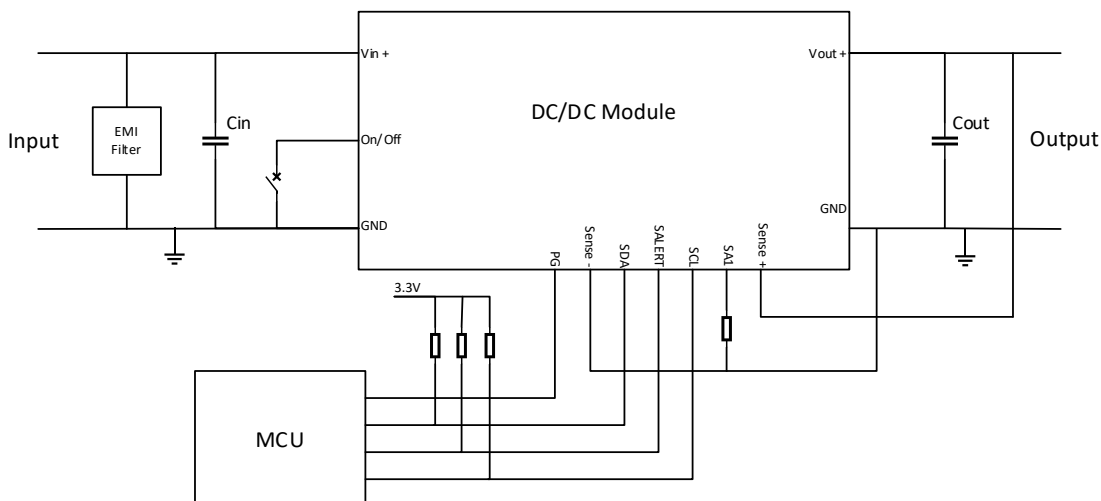 Vin +
Vout +
DC/DC Module
EMI
Filter
Cin
Cout
Input
On/Off
Output
GND
GND
PG
Sense -
SDA
SALERT
SCL
SA1
Sense +
3.3V
MCU